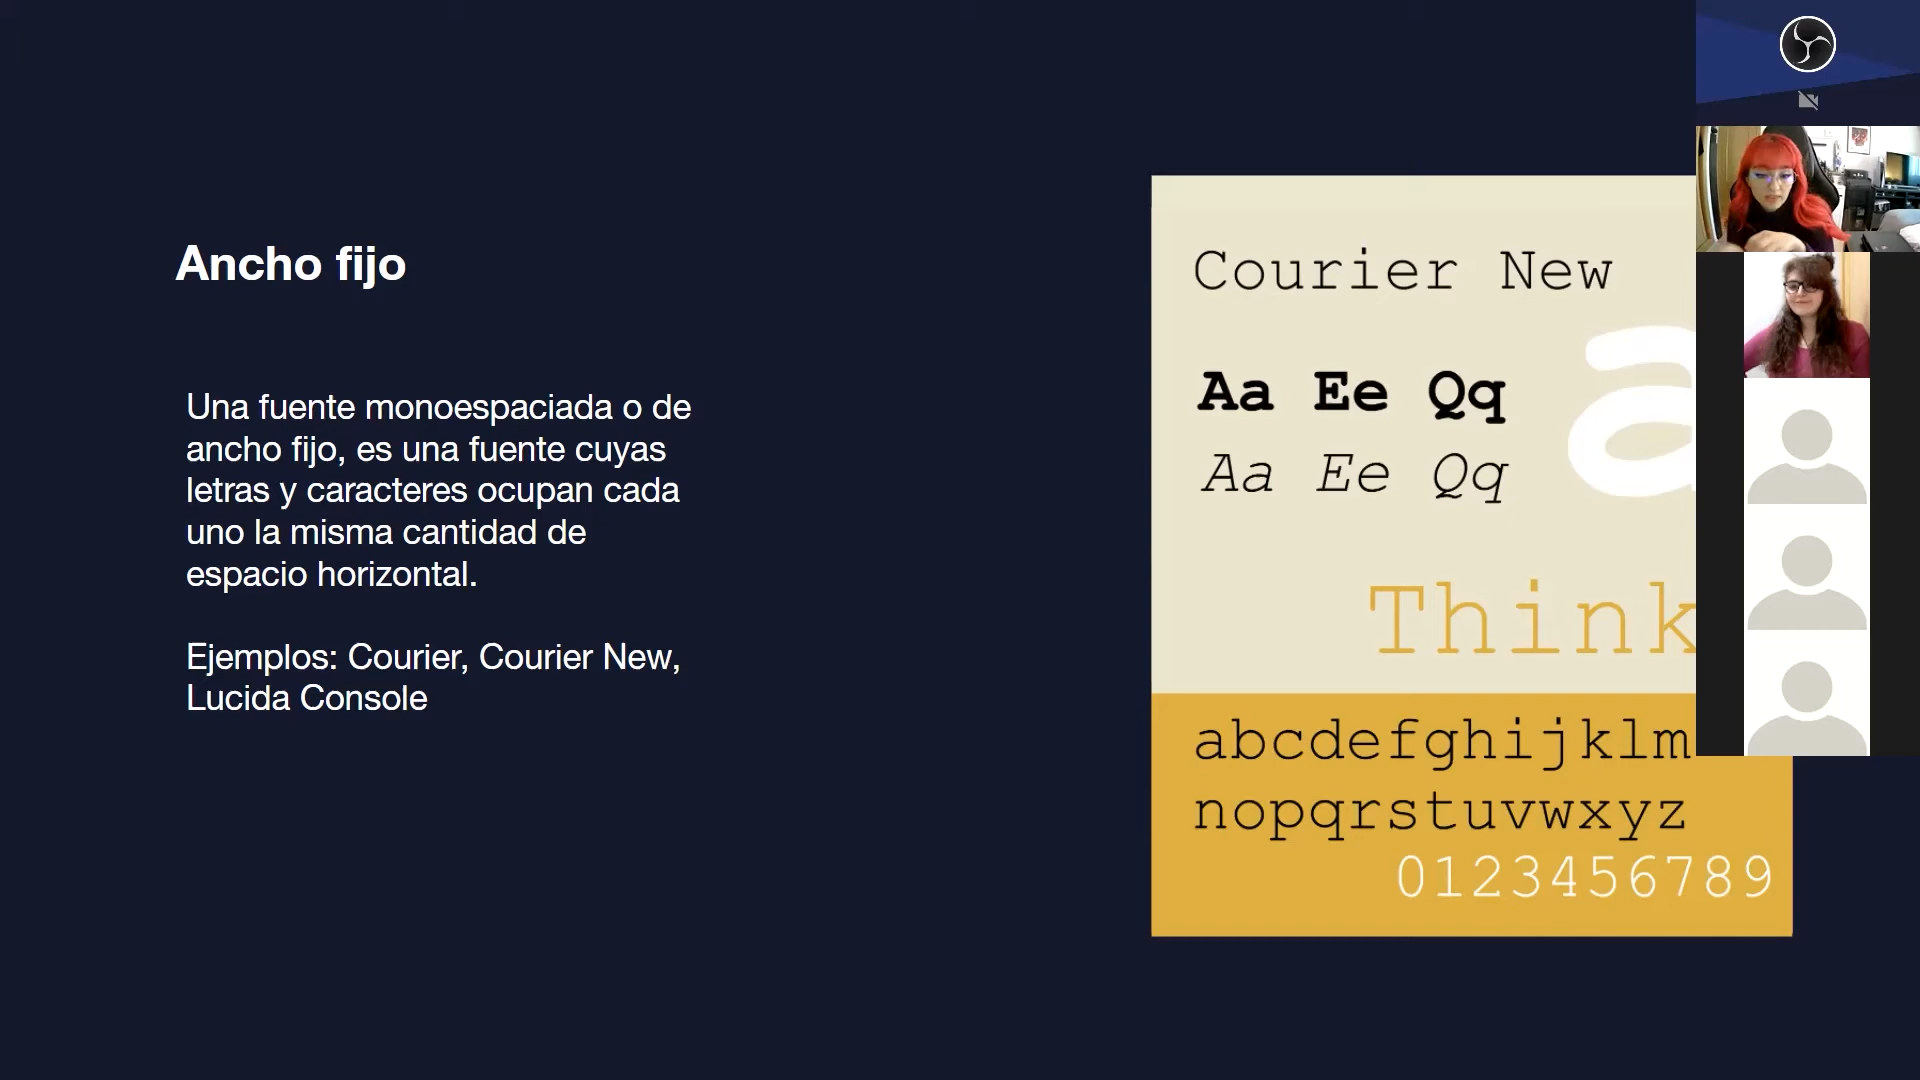 Ancho fijo
Una fuente monoespaciada o de
ancho fijo, es una fuente cuyas
letras y caracteres ocupan cada
uno la misma cantidad de
espacio horizontal.
Ejemplos: Courier, Courier New,
Lucida Console
Courier New
Aa Ee Qq
Aa Ee Qq
a
Think
abcdefghijklm
nopqrstuvwxyz
0123456789